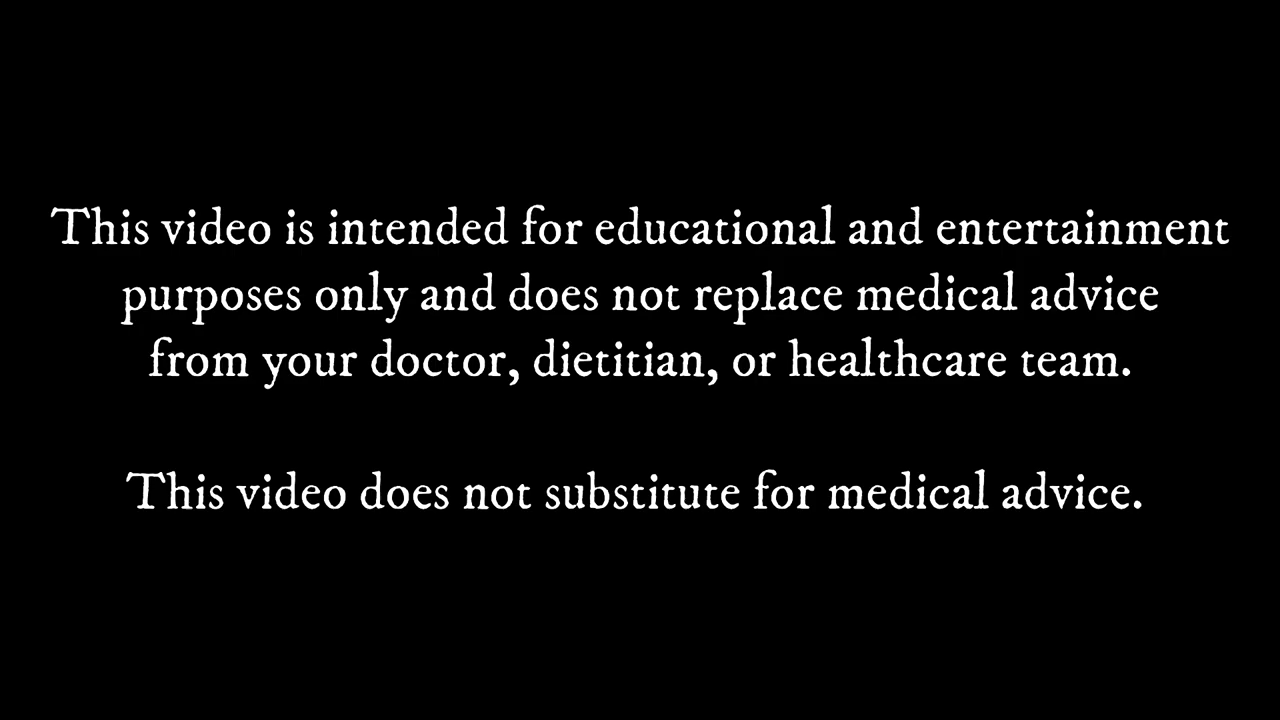 This video is intended for educational and entertainment
purposes only and does not replace medical advice
from your doctor, dietitian, or healthcare team.
This video does not substitute for medical advice.